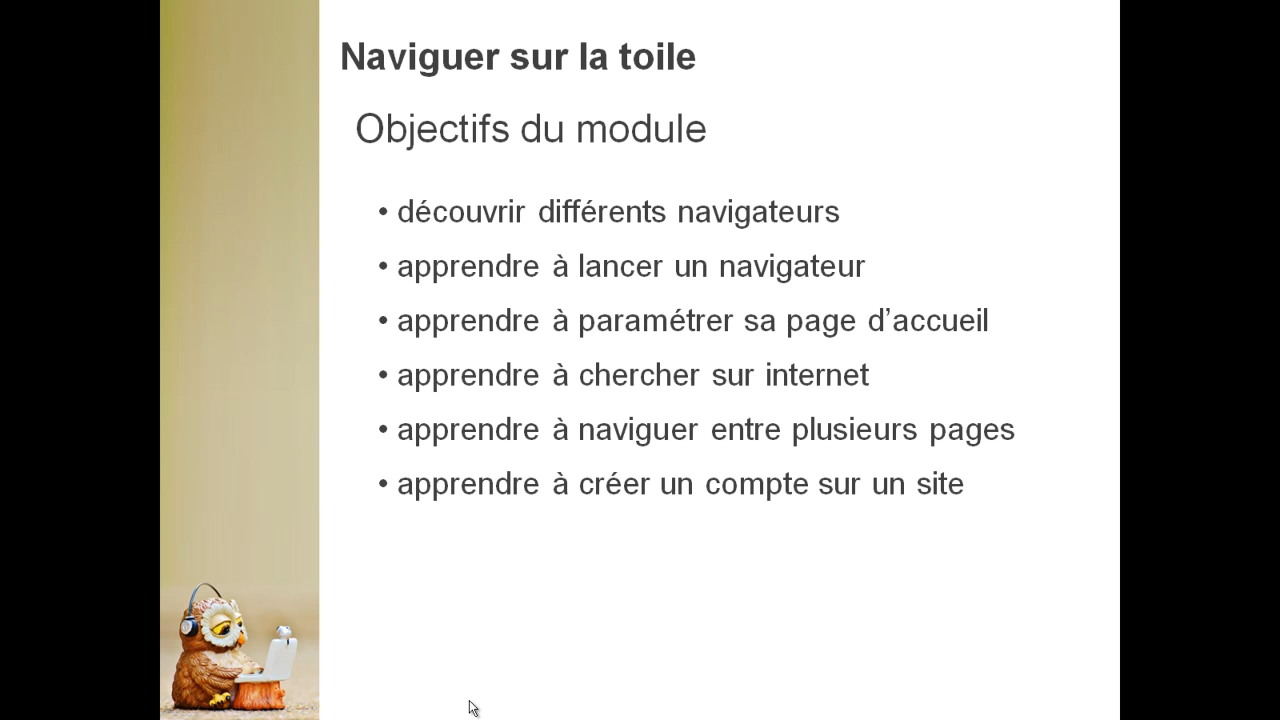 Naviguer sur la toile
Objectifs du module
• découvrir différents navigateurs
• apprendre à lancer un navigateur
• apprendre à paramétrer sa page d’accueil
• apprendre à chercher sur internet
• apprendre à naviguer entre plusieurs pages
• apprendre à créer un compte sur un site